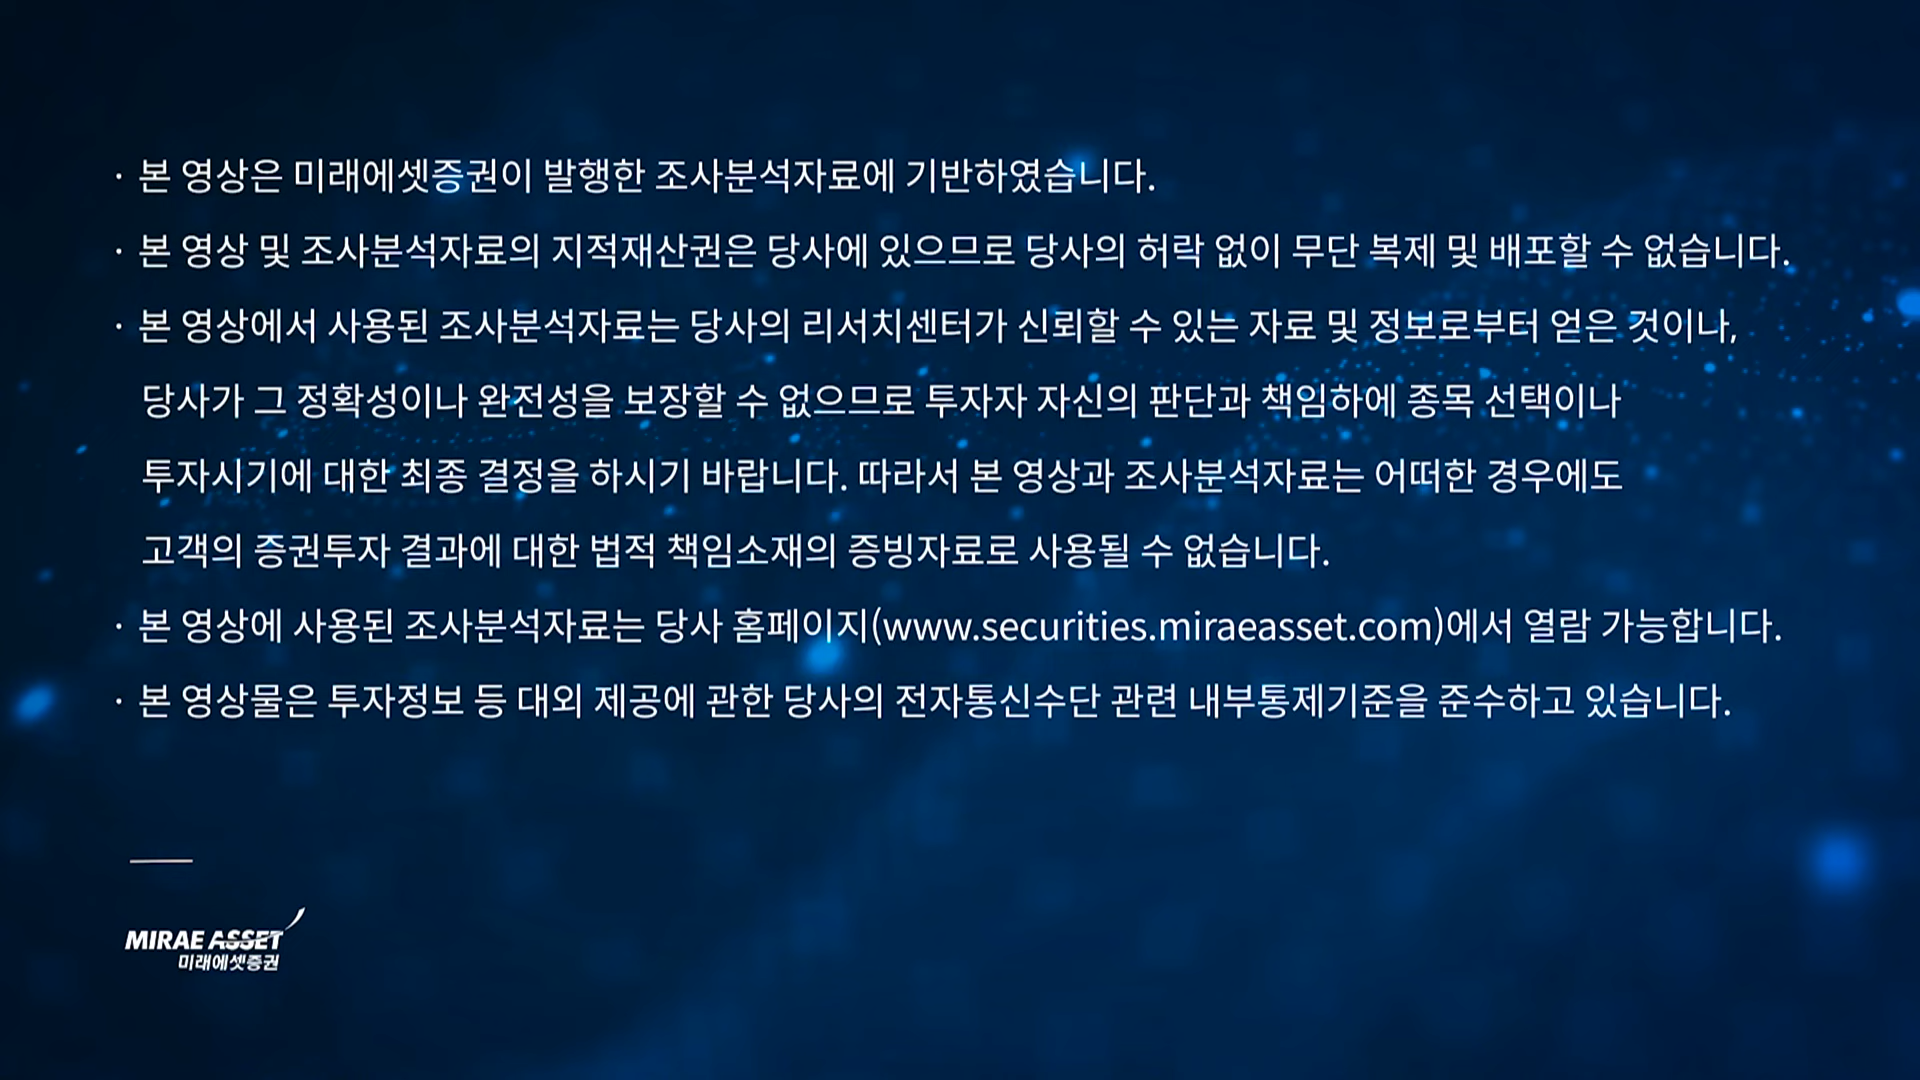 · 본 영상은 미래에셋증권이 발행한 조사분석자료에 기반하였습니다.
· 본 영상 및 조사분석자료의 지적재산권은 당사에 있으므로 당사의 허락 없이 무단 복제 및 배포할 수 없습니다.
· 본 영상에서 사용된 조사분석자료는 당사의 리서치센터가 신뢰할 수 있는 자료 및 정보로부터 얻은 것이나,
당사가 그 정확성이나 완전성을 보장할 수 없으므로 투자자 자신의 판단과 책임하에 종목 선택이나
투자시기에 대한 최종 결정을 하시기 바랍니다. 따라서 본 영상과 조사분석자료는 어떠한 경우에도
고객의 증권투자 결과에 대한 법적 책임소재의 증빙자료로 사용될 수 없습니다.
· 본 영상에 사용된 조사분석자료는 당사 홈페이지(www.securities.miraeasset.com)에서 열람 가능합니다.
· 본 영상물은 투자정보 등 대외 제공에 관한 당사의 전자통신수단 관련 내부통제기준을 준수하고 있습니다.
MIRAE ASSET
미래에셋증권